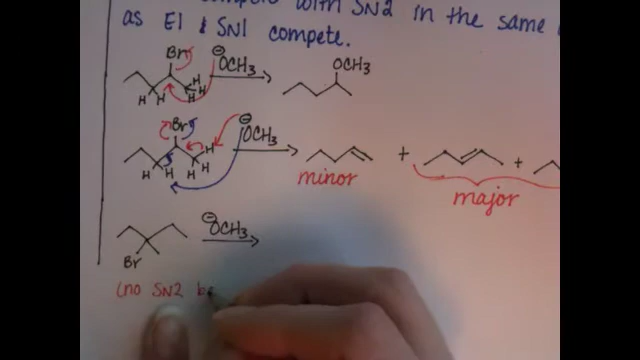 with SN2 in the same
as E1 & SN1 compete.
Br
⊖OCH3
OCH3
H H H H H
Br
⊖OCH3
H
H H H H
+
+
minor
major
⊖OCH3
Br
(no SN2 be